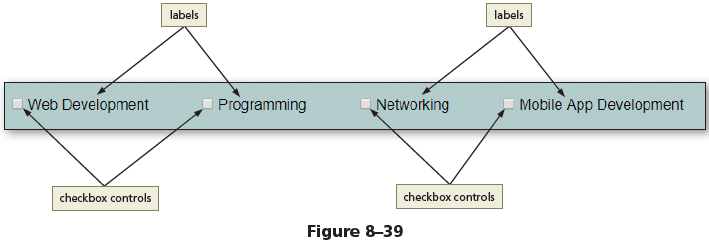 labels labels
Web Development Programming Networking Mobile App Development
checkbox controls checkbox controls
Figure 8–39